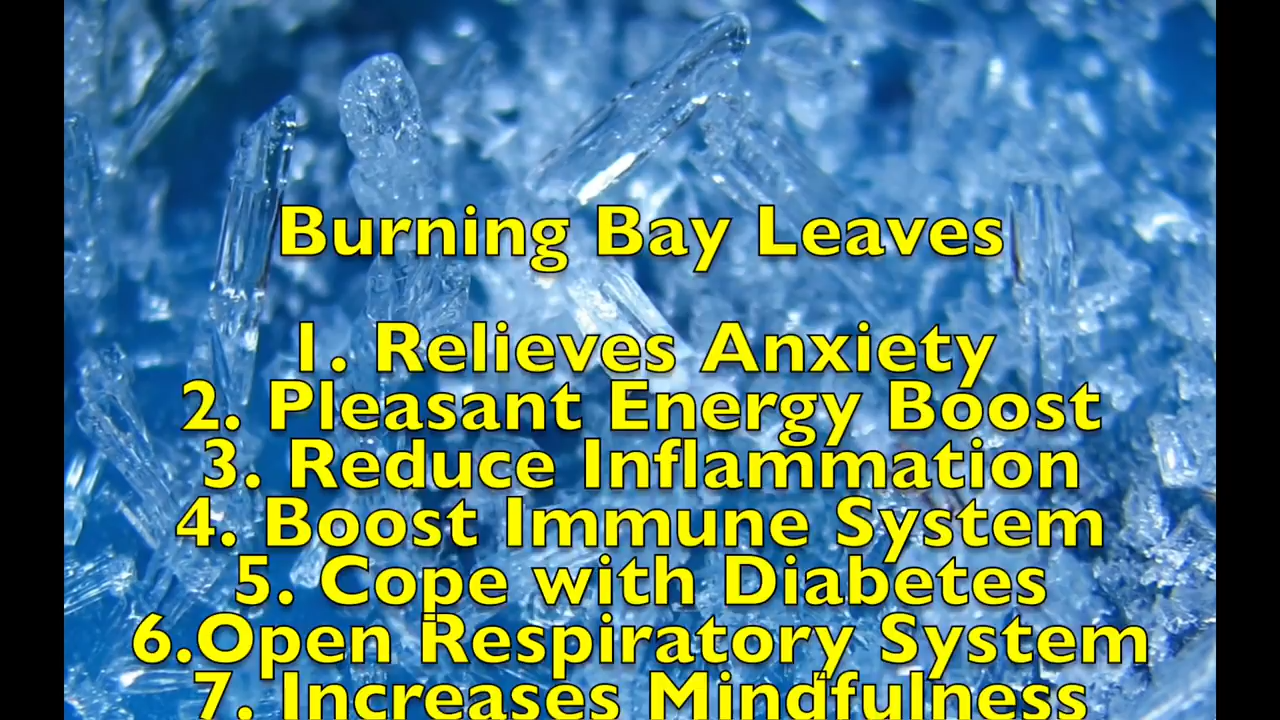 Burning Bay Leaves
1. Relieves Anxiety
2. Pleasant Energy Boost
3. Reduce Inflammation
4. Boost Immune System
5. Cope with Diabetes
6.Open Respiratory System
7. Increases Mindfulness